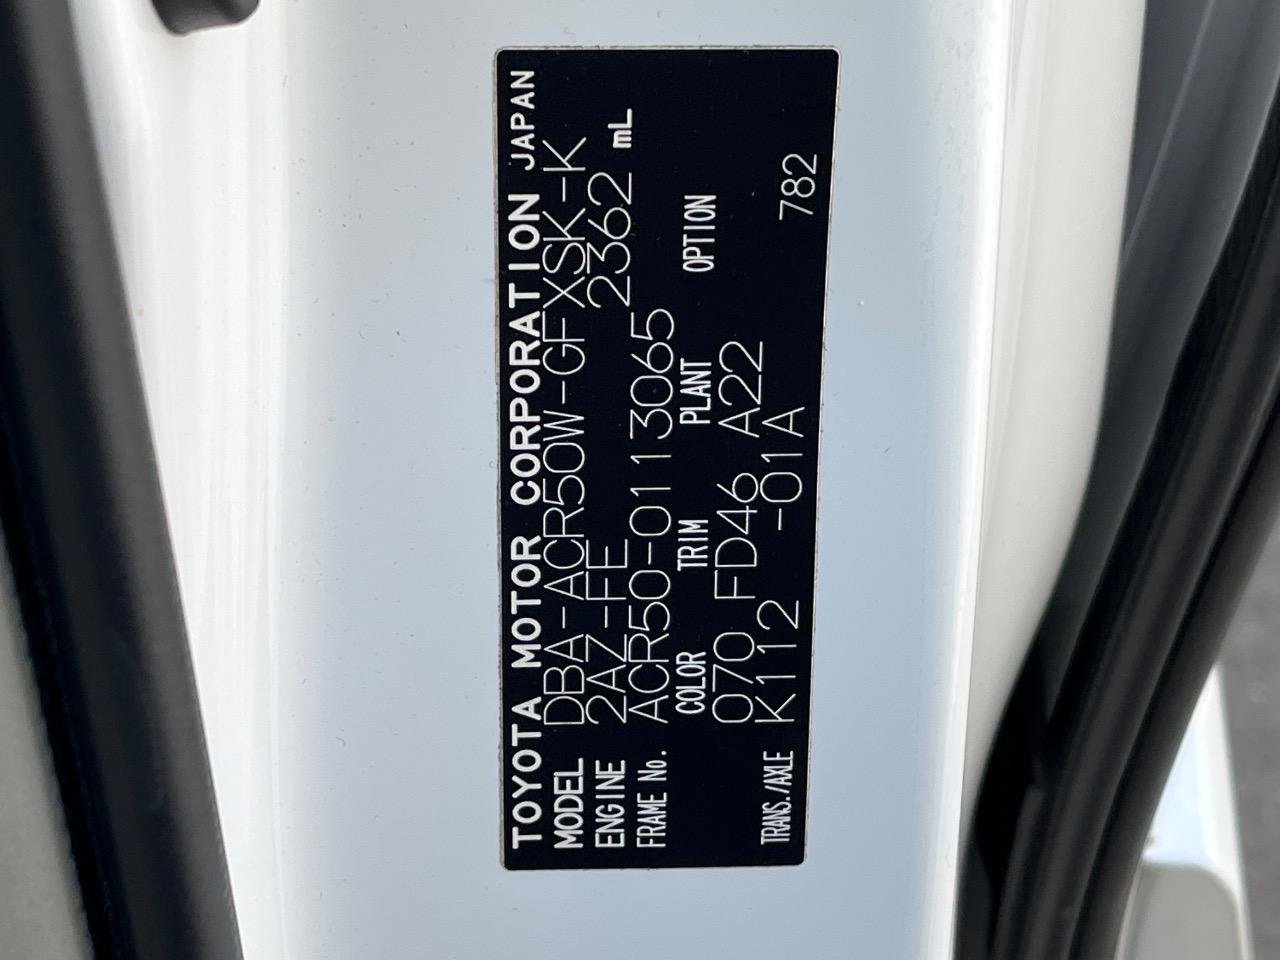 TOYOTA MOTOR CORPORATION JAPAN
MODEL DBA-ACR50W-GFXSK-K
ENGINE 2AZ-FE 2362 mL
FRAME No. ACR50-0113065
COLOR TRIM PLANT OPTION
070 FD46 A22
TRANS./AXLE K112 -01A 782